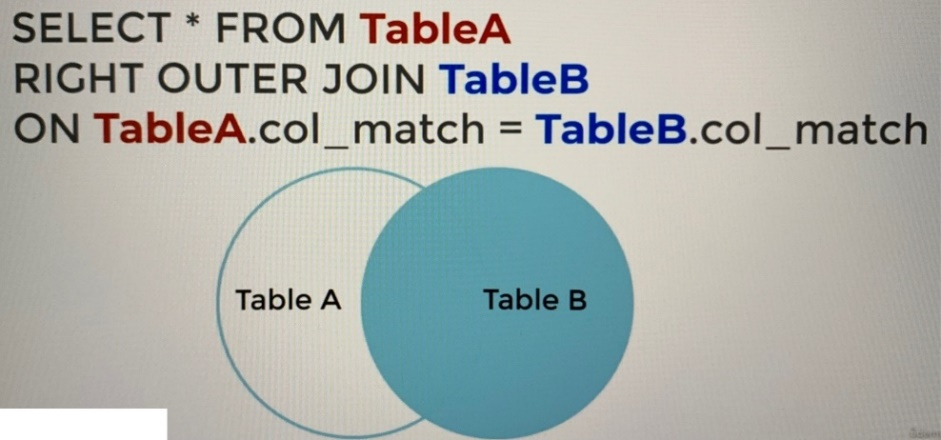 SELECT * FROM TableA
RIGHT OUTER JOIN TableB
ON TableA.col_match = TableB.col_match
Table A Table B